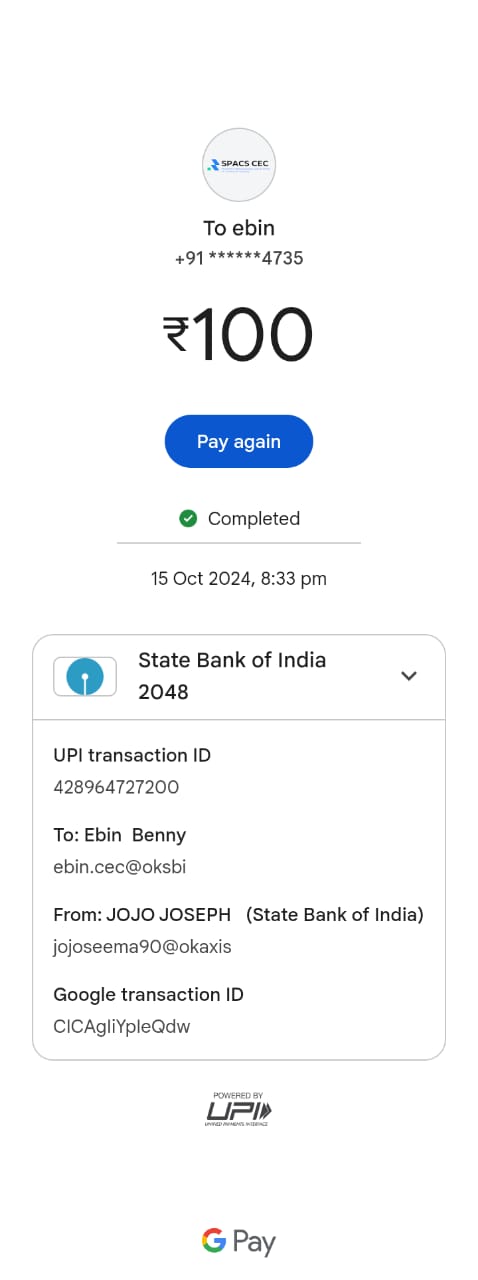 SPACS CEC
To ebin
+91 ******4735
₹100
Pay again
Completed
15 Oct 2024, 8:33 pm
State Bank of India
2048
UPI transaction ID
428964727200
To: Ebin Benny
ebin.cec@oksbi
From: JOJO JOSEPH (State Bank of India)
jojoseema90@okaxis
Google transaction ID
CICAgIiYpIeQdw
POWERED BY
UPI
UNIFIED PAYMENTS INTERFACE
G Pay